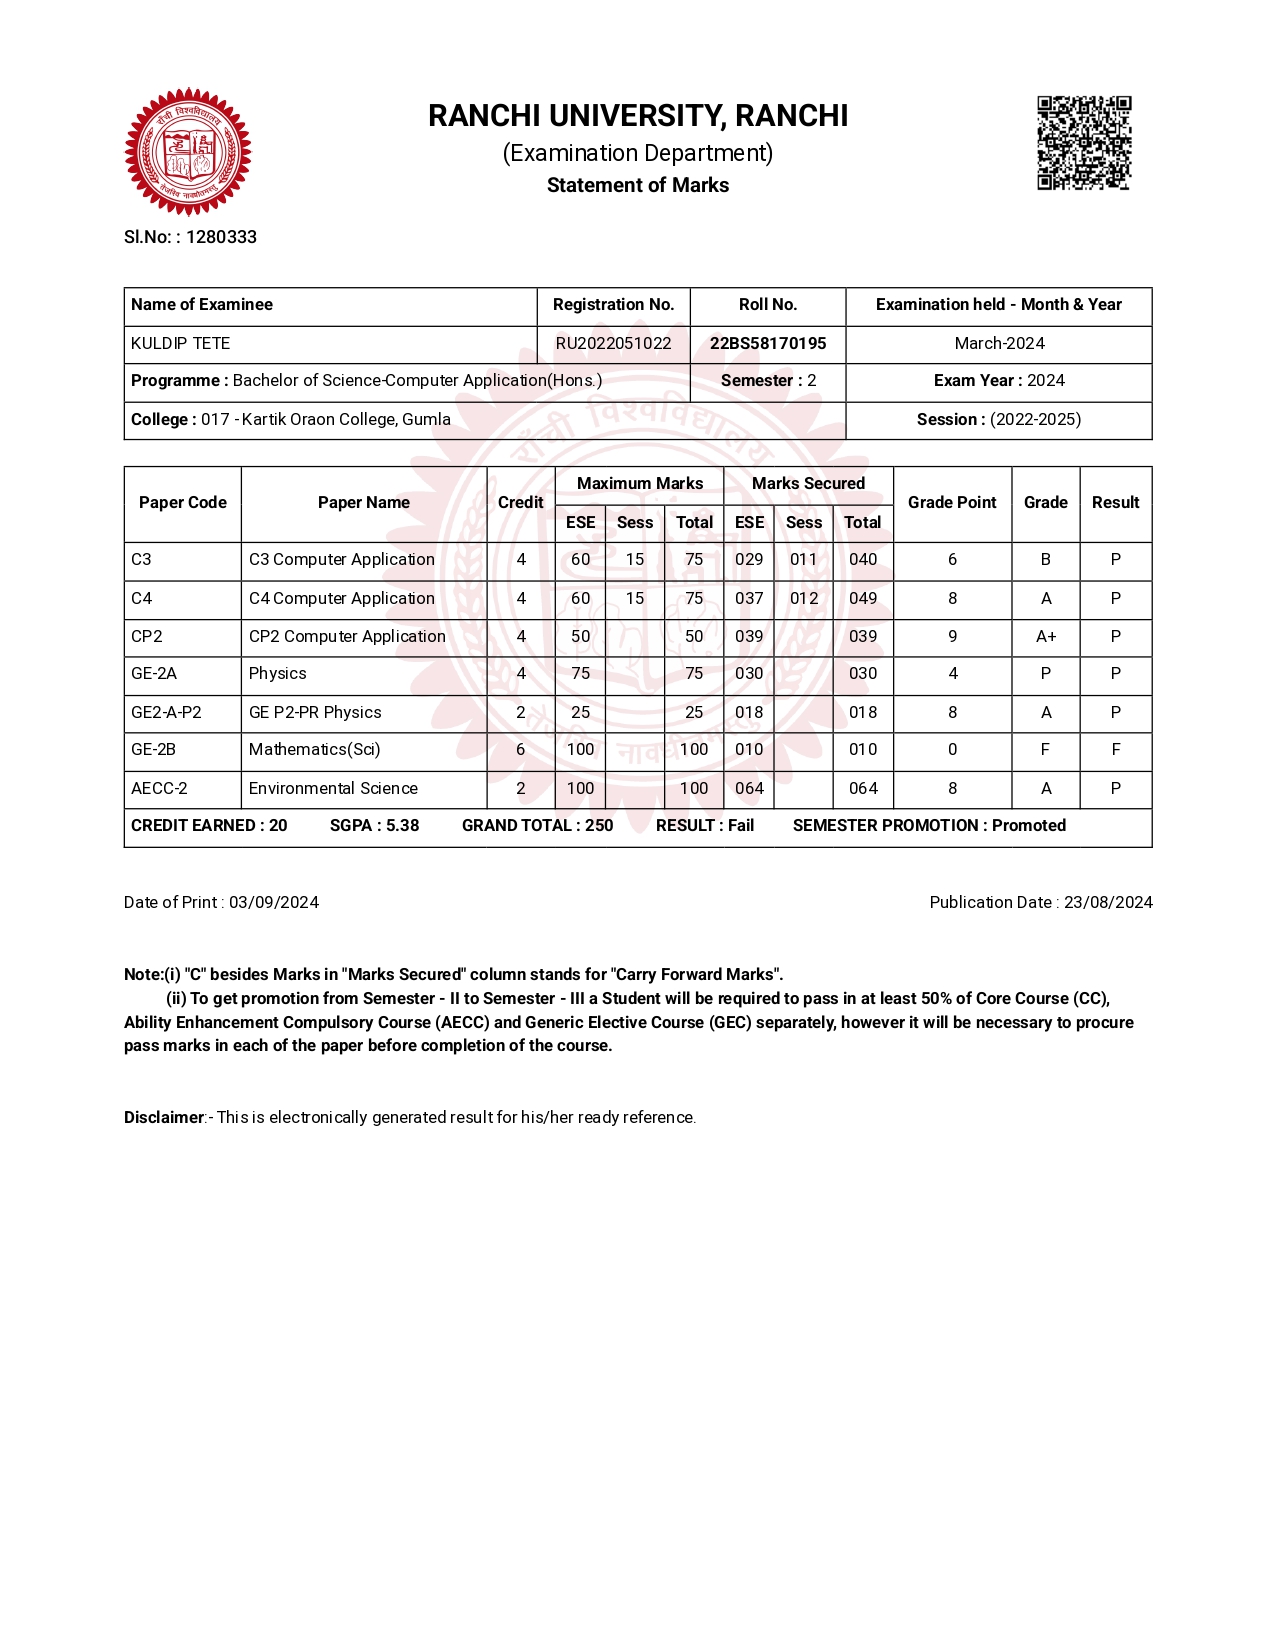 राँची विश्वविद्यालय
तेजस्वि नावधीतमस्तु
RANCHI UNIVERSITY, RANCHI
(Examination Department)
Statement of Marks
Sl.No: : 1280333
Name of Examinee Registration No. Roll No. Examination held - Month & Year
KULDIP TETE RU2022051022 22BS58170195 March-2024
Programme : Bachelor of Science-Computer Application(Hons.) Semester : 2 Exam Year : 2024
College : 017 - Kartik Oraon College, Gumla Session : (2022-2025)
राँची विश्वविद्यालय
Paper Code Paper Name Credit Maximum Marks Marks Secured Grade Point Grade Result
ESE Sess Total ESE Sess Total
C3 C3 Computer Application 4 60 15 75 029 011 040 6 B P
C4 C4 Computer Application 4 60 15 75 037 012 049 8 A P
CP2 CP2 Computer Application 4 50 50 039 039 9 A+ P
GE-2A Physics 4 75 75 030 030 4 P P
GE2-A-P2 GE P2-PR Physics 2 25 25 018 018 8 A P
तेजस्वि नावधीतमस्तु
GE-2B Mathematics(Sci) 6 100 100 010 010 0 F F
AECC-2 Environmental Science 2 100 100 064 064 8 A P
CREDIT EARNED : 20 SGPA : 5.38 GRAND TOTAL : 250 RESULT : Fail SEMESTER PROMOTION : Promoted
Date of Print : 03/09/2024 Publication Date : 23/08/2024
Note:(i) "C" besides Marks in "Marks Secured" column stands for "Carry Forward Marks".
(ii) To get promotion from Semester - II to Semester - III a Student will be required to pass in at least 50% of Core Course (CC),
Ability Enhancement Compulsory Course (AECC) and Generic Elective Course (GEC) separately, however it will be necessary to procure
pass marks in each of the paper before completion of the course.
Disclaimer:- This is electronically generated result for his/her ready reference.